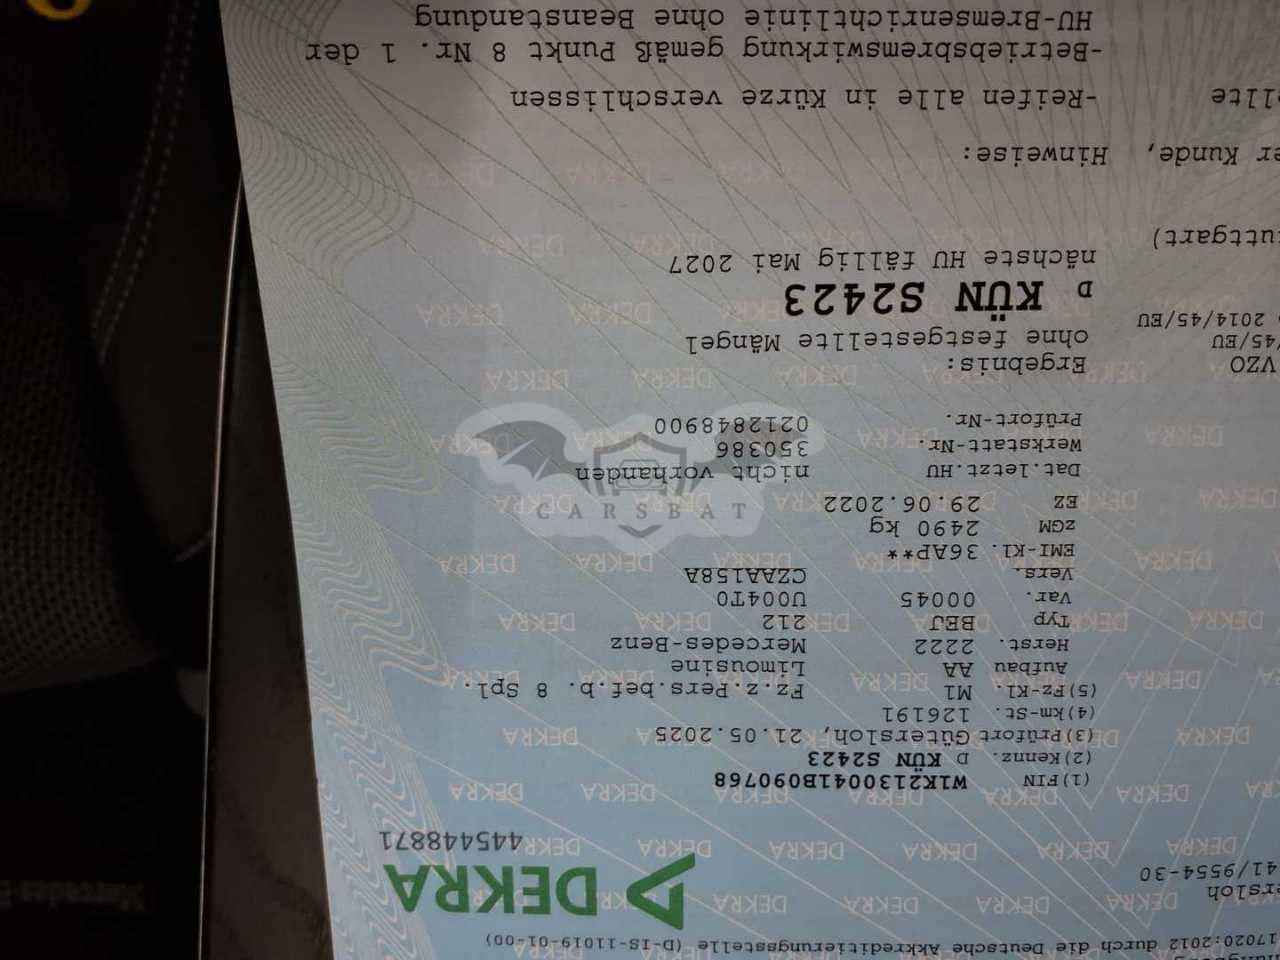 17020:2012 durch die Deutsche Akkreditierungsstelle (D-IS-11019-01-00)
ersloh
41/9554-30
DEKRA
445448871
(1)FIN W1K2130041B090768
(2)Kennz. D KÜN S2423
(3)Prüfort Gütersloh, 21.05.2025
(4)km-St. 126191
(5)Fz-Kl. M1 Fz.z.Pers.bef.b. 8 Spl.
Aufbau AA Limousine
Herst. 2222 Mercedes-Benz
Typ BEJ 212
Var. 00045 U004T0
Vers. CZAA158A
EMI-Kl. 36AP**
zGM 2490 kg
EZ 29.06.2022
Dat.letzt.HU nicht vorhanden
Werkstatt-Nr. 350386
Prüfort-Nr. 0212848900
Ergebnis:
ohne festgestellte Mängel
D KÜN S2423
nächste HU fällig Mai 2027
VZO
/45/EU
2014/45/EU
uttgart)
er Kunde,
Hinweise:
-Reifen alle in Kürze verschlissen
-Betriebsbremswirkung gemäß Punkt 8 Nr. 1 der
HU-Bremsenrichtlinie ohne Beanstandung
CARSBAT